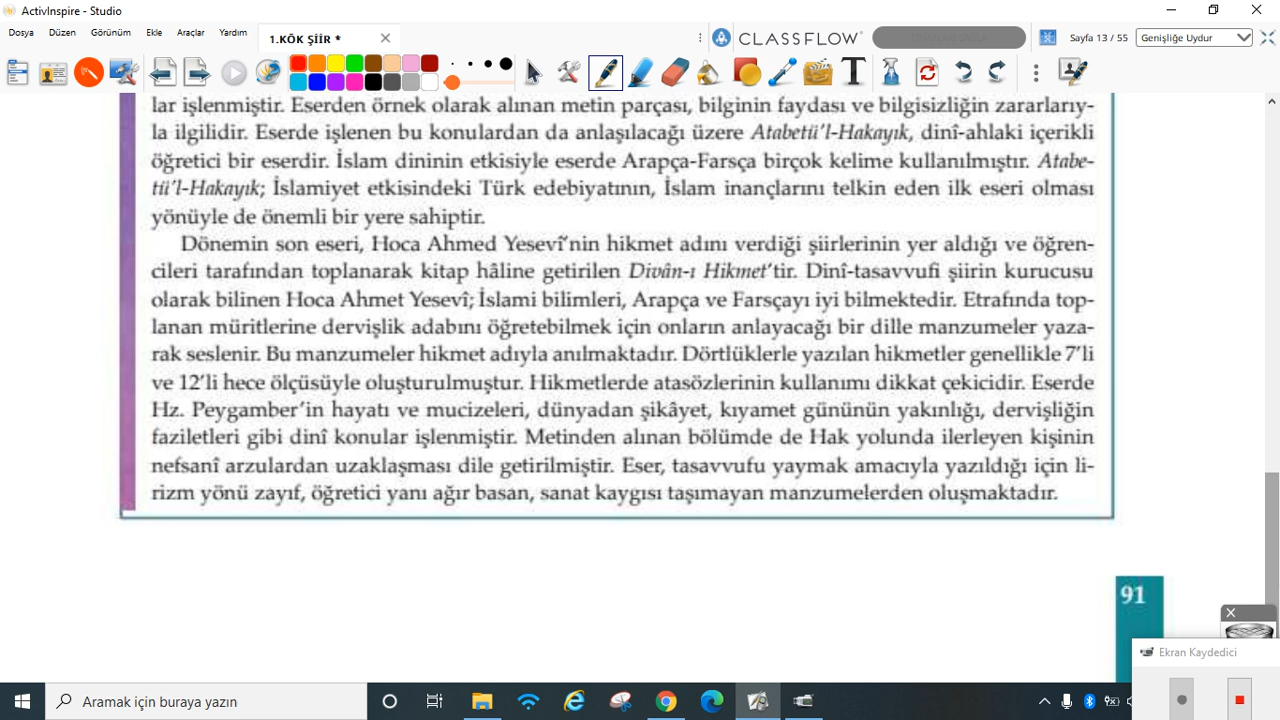 ActivInspire - Studio
Dosya Düzen Görünüm Ekle Araçlar Yardım
1.KÖK ŞİİR *
CLASSFLOW
Sayfa 13 / 55
Genişliğe Uydur
lar işlenmiştir. Eserden örnek olarak alınan metin parçası, bilginin faydası ve bilgisizliğin zararlarıy-
la ilgilidir. Eserde işlenen bu konulardan da anlaşılacağı üzere Atabetü’l-Hakayık, dinî-ahlaki içerikli
öğretici bir eserdir. İslam dininin etkisiyle eserde Arapça-Farsça birçok kelime kullanılmıştır. Atabe-
tü’l-Hakayık; İslamiyet etkisindeki Türk edebiyatının, İslam inançlarını telkin eden ilk eseri olması
yönüyle de önemli bir yere sahiptir.
Dönemin son eseri, Hoca Ahmed Yesevî’nin hikmet adını verdiği şiirlerinin yer aldığı ve öğren-
cileri tarafından toplanarak kitap hâline getirilen Divân-ı Hikmet’tir. Dinî-tasavvufi şiirin kurucusu
olarak bilinen Hoca Ahmet Yesevî; İslami bilimleri, Arapça ve Farsçayı iyi bilmektedir. Etrafında top-
lanan müritlerine dervişlik adabını öğretebilmek için onların anlayacağı bir dille manzumeler yaza-
rak seslenir. Bu manzumeler hikmet adıyla anılmaktadır. Dörtlüklerle yazılan hikmetler genellikle 7’li
ve 12’li hece ölçüsüyle oluşturulmuştur. Hikmetlerde atasözlerinin kullanımı dikkat çekicidir. Eserde
Hz. Peygamber’in hayatı ve mucizeleri, dünyadan şikâyet, kıyamet gününün yakınlığı, dervişliğin
faziletleri gibi dinî konular işlenmiştir. Metinden alınan bölümde de Hak yolunda ilerleyen kişinin
nefsanî arzulardan uzaklaşması dile getirilmiştir. Eser, tasavvufu yaymak amacıyla yazıldığı için li-
rizm yönü zayıf, öğretici yanı ağır basan, sanat kaygısı taşımayan manzumelerden oluşmaktadır.
91
Ekran Kaydedici
Aramak için buraya yazın